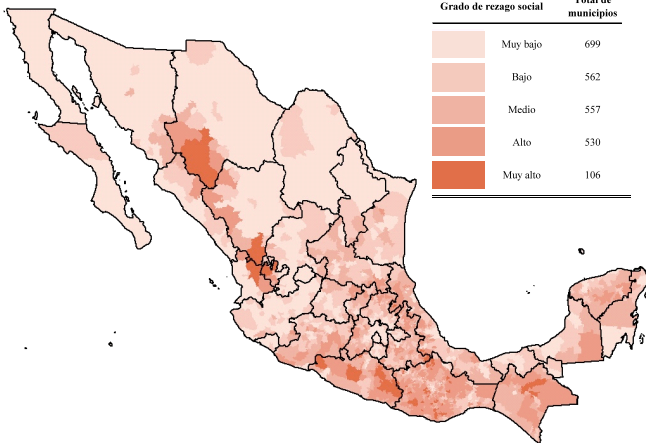 Grado de rezago social Total de
municipios
Muy bajo 699
Bajo 562
Medio 557
Alto 530
Muy alto 106